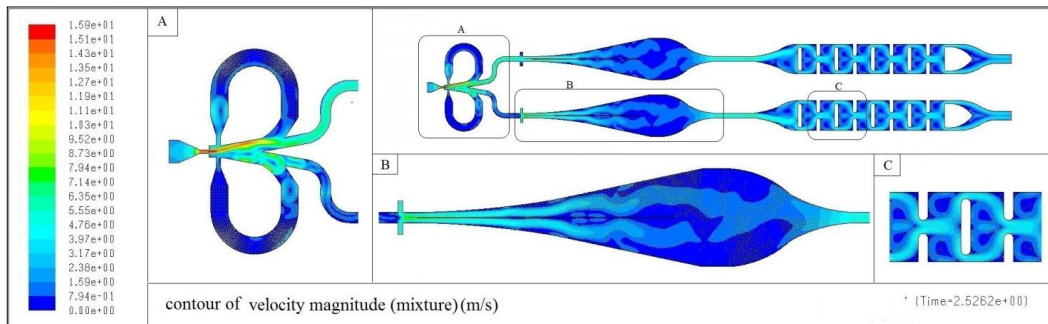 1.59e+01
1.51e+01
1.43e+01
1.35e+01
1.27e+01
1.19e+01
1.11e+01
1.03e+01
9.52e+00
8.73e+00
7.94e+00
7.14e+00
6.35e+00
5.55e+00
4.76e+00
3.97e+00
3.17e+00
2.38e+00
1.59e+00
7.94e-01
0.00e+00
A
A
B
C
B
C
contour of velocity magnitude (mixture) (m/s)
(Time=2.5262e+00)